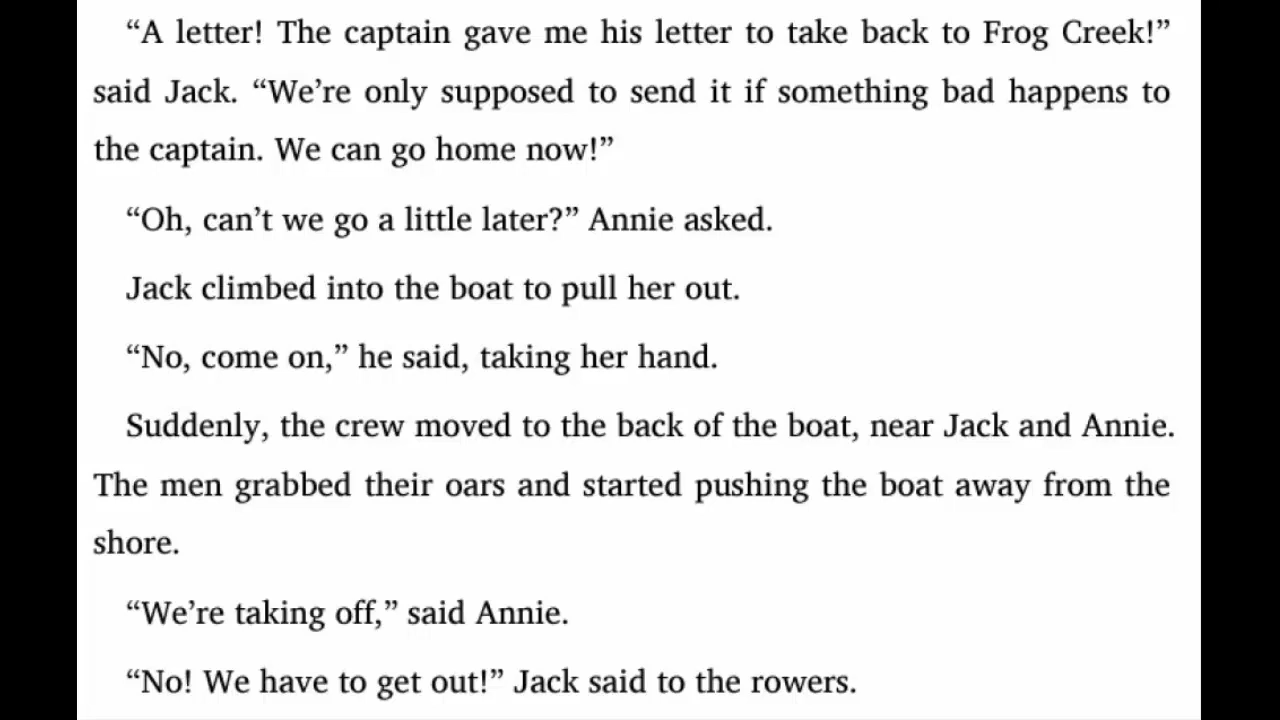 “A letter! The captain gave me his letter to take back to Frog Creek!”
said Jack. “We’re only supposed to send it if something bad happens to
the captain. We can go home now!”
“Oh, can’t we go a little later?” Annie asked.
Jack climbed into the boat to pull her out.
“No, come on,” he said, taking her hand.
Suddenly, the crew moved to the back of the boat, near Jack and Annie.
The men grabbed their oars and started pushing the boat away from the
shore.
“We’re taking off,” said Annie.
“No! We have to get out!” Jack said to the rowers.